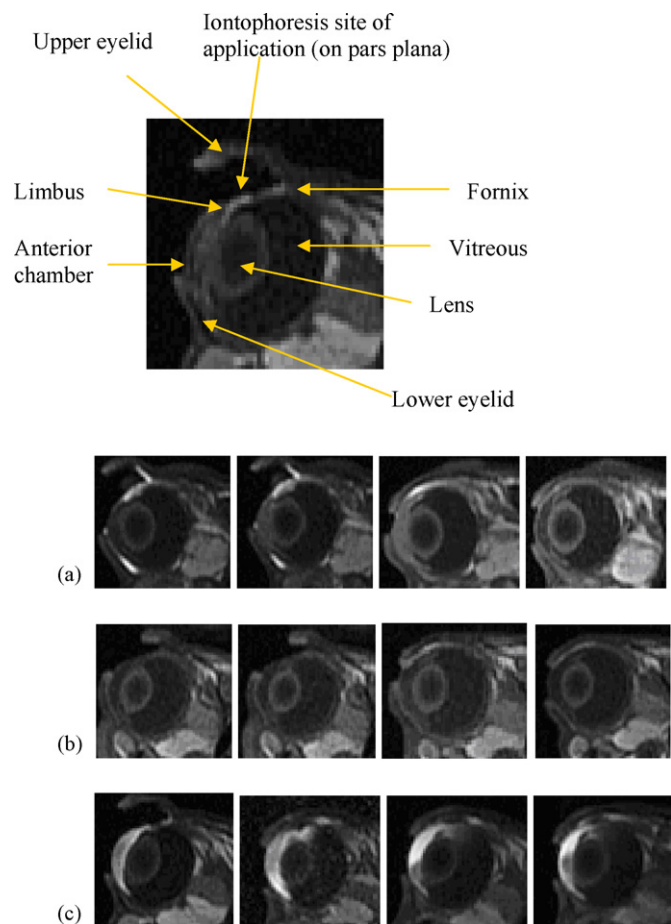 Upper eyelid
Iontophoresis site of
application (on pars plana)
Limbus
Fornix
Anterior
chamber
Vitreous
Lens
Lower eyelid
(a)
(b)
(c)